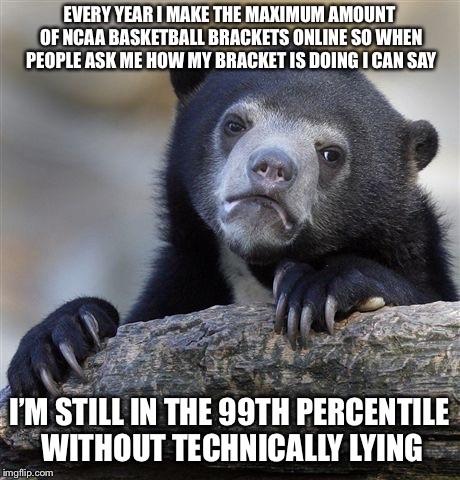 EVERY YEAR I MAKE THE MAXIMUM AMOUNT
OF NCAA BASKETBALL BRACKETS ONLINE SO WHEN
PEOPLE ASK ME HOW MY BRACKET IS DOING I CAN SAY
I'M STILL IN THE 99TH PERCENTILE
WITHOUT TECHNICALLY LYING
imgflip.com